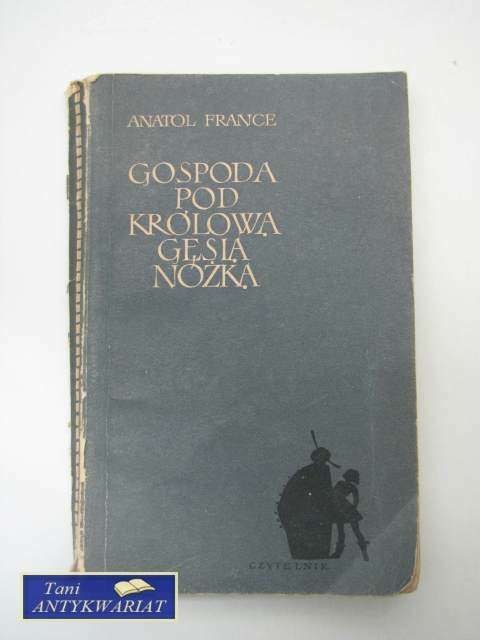 ANATOL FRANCE
GOSPODA
POD
KRÓLOWĄ
GĘSIĄ
NÓŻKĄ
CZYTELNIK
Tani
ANTYKWARIAT